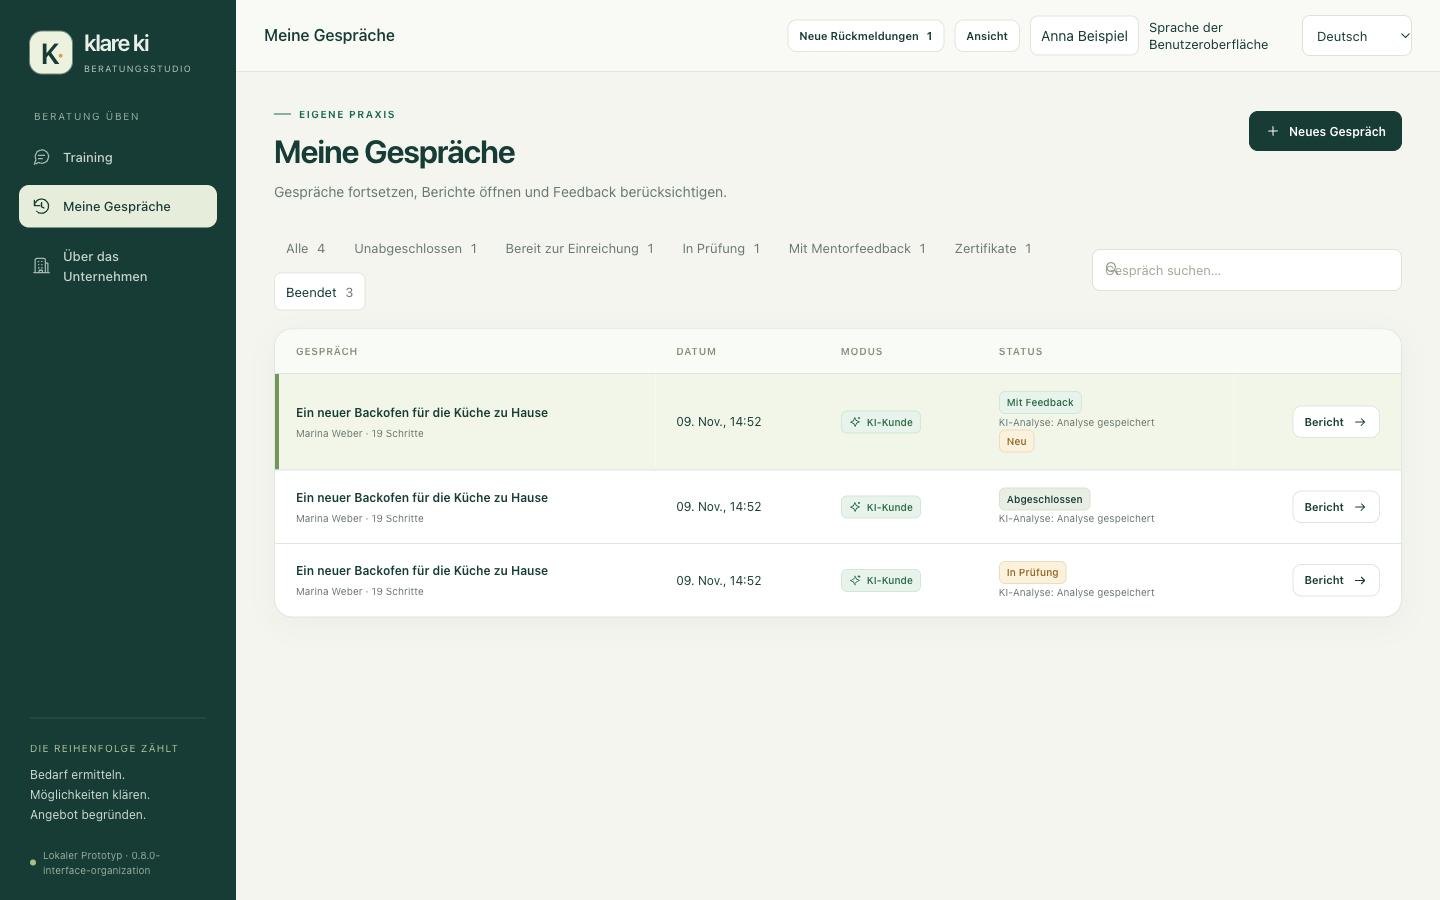 K
klare ki
BERATUNGSSTUDIO
BERATUNG ÜBEN
Training
Meine Gespräche
Über das
Unternehmen
DIE REIHENFOLGE ZÄHLT
Bedarf ermitteln.
Möglichkeiten klären.
Angebot begründen.
Lokaler Prototyp · 0.8.0-
interface-organization
Meine Gespräche
Neue Rückmeldungen 1
Ansicht
Anna Beispiel
Sprache der
Benutzeroberfläche
Deutsch
EIGENE PRAXIS
Meine Gespräche
Gespräche fortsetzen, Berichte öffnen und Feedback berücksichtigen.
Neues Gespräch
Alle 4
Unabgeschlossen 1
Bereit zur Einreichung 1
In Prüfung 1
Mit Mentorfeedback 1
Zertifikate 1
Beendet 3
Gespräch suchen…
GESPRÄCH
DATUM
MODUS
STATUS
Ein neuer Backofen für die Küche zu Hause
Marina Weber · 19 Schritte
09. Nov., 14:52
KI-Kunde
Mit Feedback
KI-Analyse: Analyse gespeichert
Neu
Bericht
Ein neuer Backofen für die Küche zu Hause
Marina Weber · 19 Schritte
09. Nov., 14:52
KI-Kunde
Abgeschlossen
KI-Analyse: Analyse gespeichert
Bericht
Ein neuer Backofen für die Küche zu Hause
Marina Weber · 19 Schritte
09. Nov., 14:52
KI-Kunde
In Prüfung
KI-Analyse: Analyse gespeichert
Bericht